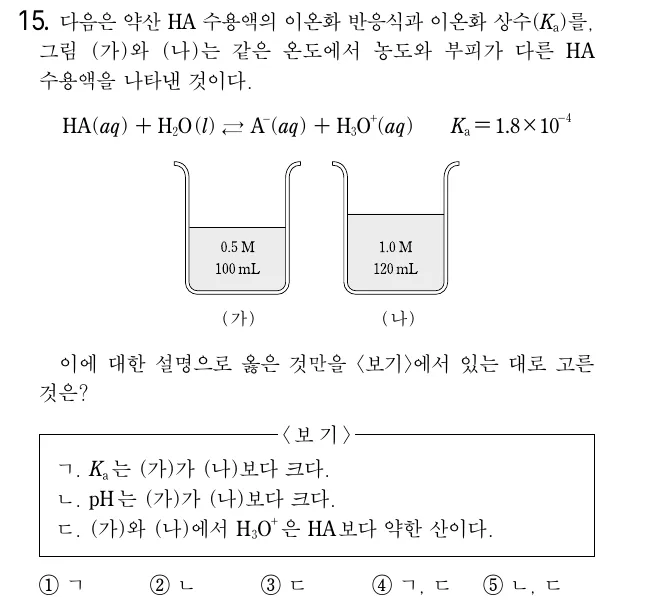 15. 다음은 약산 HA 수용액의 이온화 반응식과 이온화 상수(Kₐ)를,
그림 (가)와 (나)는 같은 온도에서 농도와 부피가 다른 HA
수용액을 나타낸 것이다.
HA(aq) + H₂O(l) ⇄ A⁻(aq) + H₃O⁺(aq) Kₐ = 1.8×10⁻⁴
0.5 M 1.0 M
100 mL 120 mL
(가) (나)
이에 대한 설명으로 옳은 것만을 〈보기〉에서 있는 대로 고른
것은?
〈보 기〉
ㄱ. Kₐ는 (가)가 (나)보다 크다.
ㄴ. pH는 (가)가 (나)보다 크다.
ㄷ. (가)와 (나)에서 H₃O⁺은 HA보다 약한 산이다.
① ㄱ ② ㄴ ③ ㄷ ④ ㄱ, ㄷ ⑤ ㄴ, ㄷ